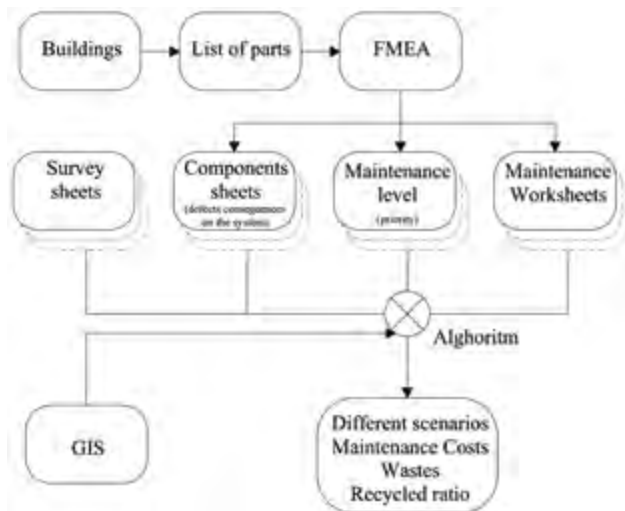 Buildings
List of parts
FMEA
Survey
sheets
Components
sheets
(defects consequences
on the system)
Maintenance
level
(priority)
Maintenance
Worksheets
Alghoritm
GIS
Different scenarios
Maintenance Costs
Wastes
Recycled ratio